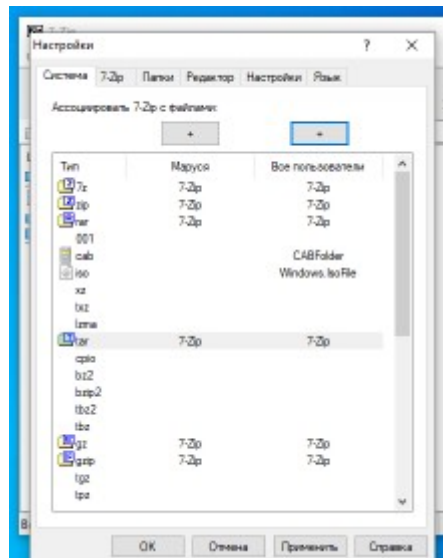 7-Zip
Настройки ? ×
Система 7-Zip Папки Редактор Настройки Язык
Ассоциировать 7-Zip с файлами:
+ +
Тип Маруся Все пользователи
7z 7-Zip 7-Zip
zip 7-Zip 7-Zip
rar 7-Zip 7-Zip
001
cab CABFolder
iso Windows.IsoFile
xz
txz
lzma
tar 7-Zip 7-Zip
cpio
bz2
bzip2
tbz2
tbz
gz 7-Zip 7-Zip
gzip 7-Zip 7-Zip
tgz
tpz
OK Отмена Применить Справка